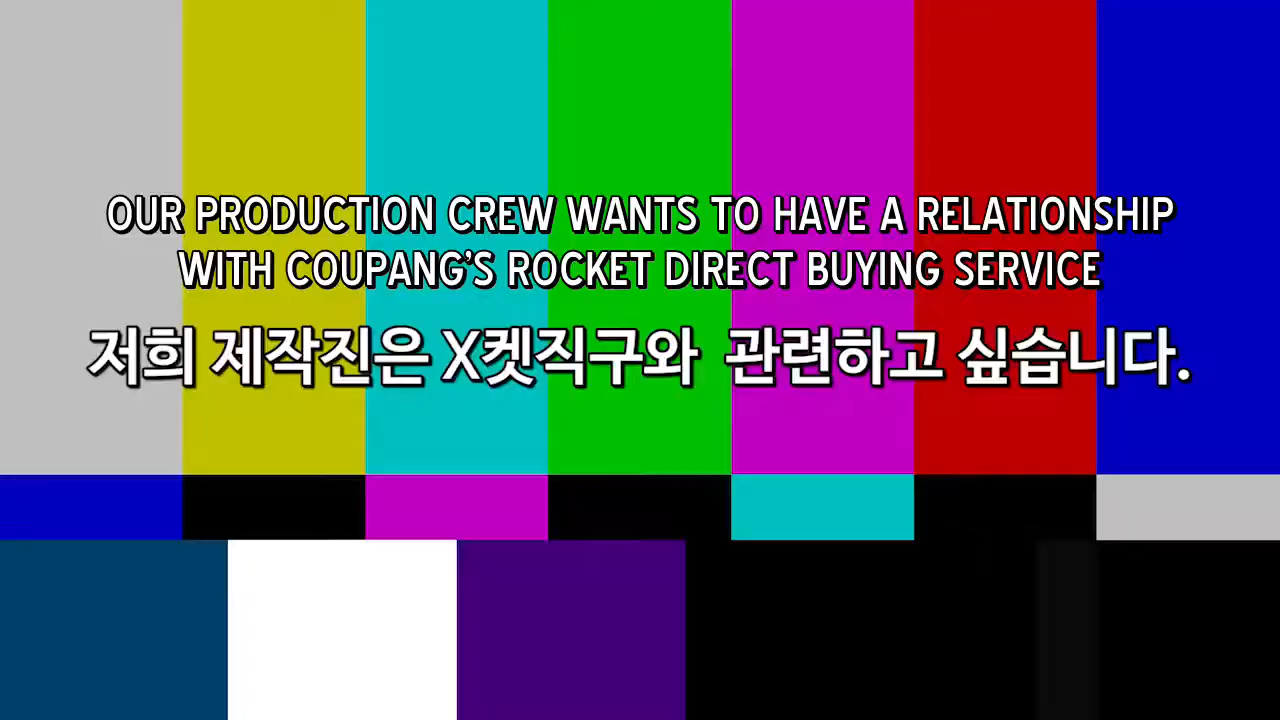 OUR PRODUCTION CREW WANTS TO HAVE A RELATIONSHIP
WITH COUPANG'S ROCKET DIRECT BUYING SERVICE
저희 제작진은 X켓직구와 관련하고 싶습니다.